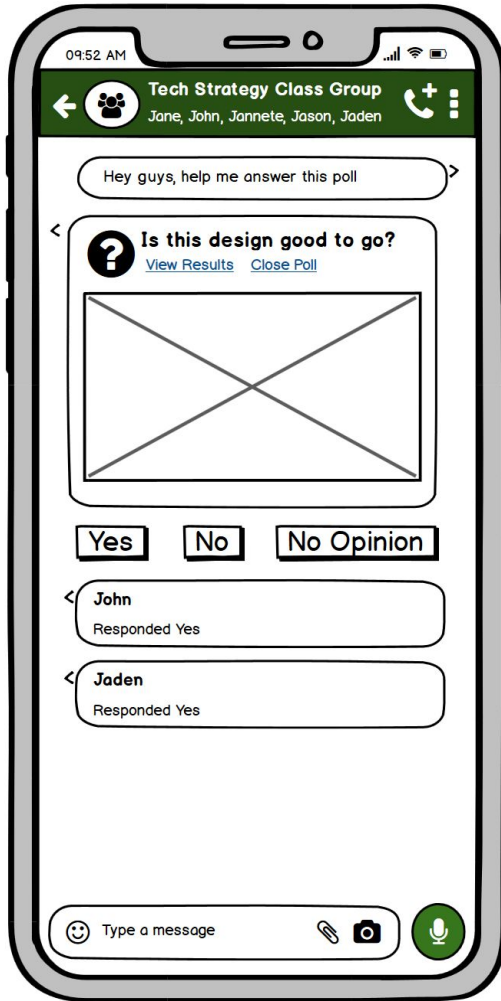 09:52 AM
Tech Strategy Class Group
Jane, John, Jannete, Jason, Jaden
Hey guys, help me answer this poll
Is this design good to go?
View Results Close Poll
Yes No No Opinion
John
Responded Yes
Jaden
Responded Yes
Type a message